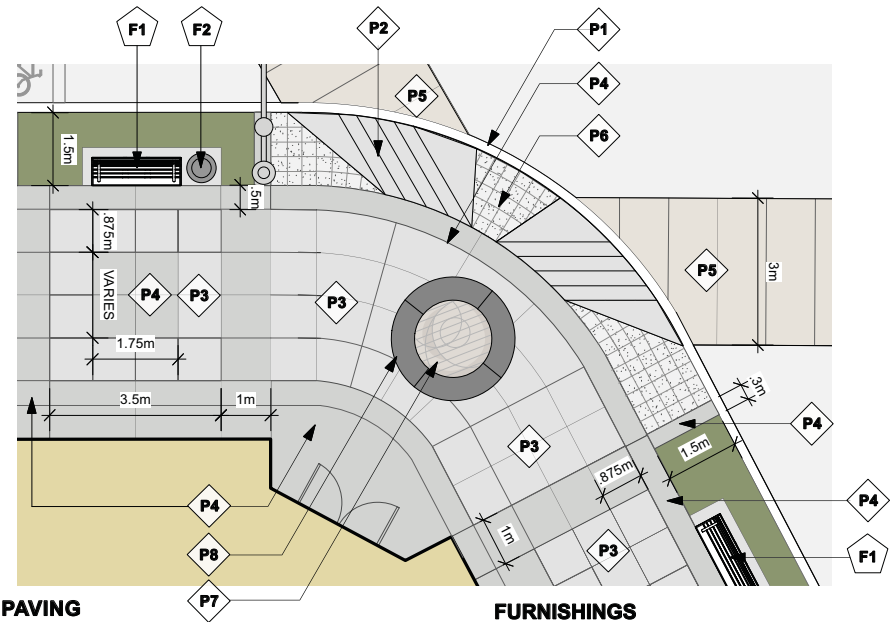 F1 F2 P2 P1
P4
P5
P6
1.5m
.5m
.875m
VARIES P4 P3 P3
P5
3m
1.75m
3.5m 1m
.3m
P4
P3
1.5m
.875m
P4
P4
1m
P3
P8
F1
P7
PAVING
FURNISHINGS